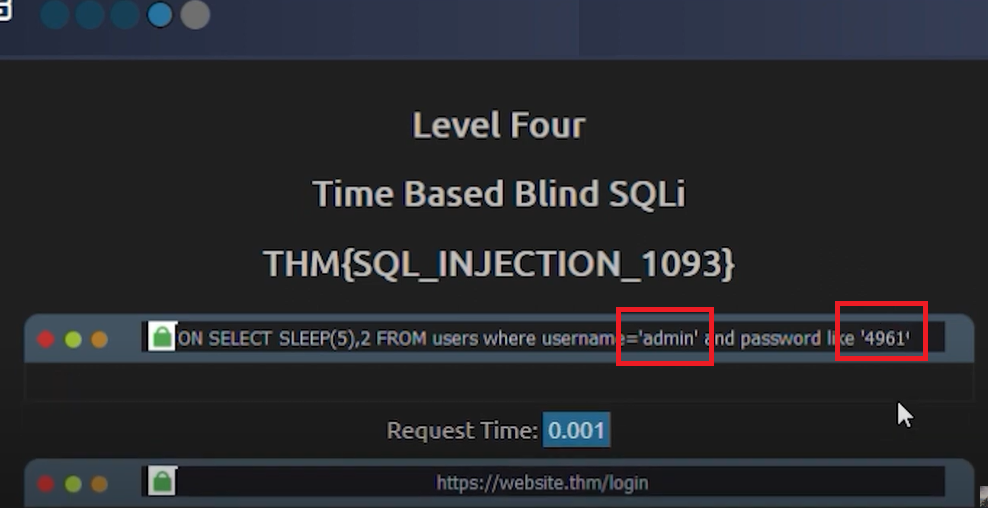 Level Four
Time Based Blind SQLi
THM{SQL_INJECTION_1093}
ON SELECT SLEEP(5),2 FROM users where username='admin' and password like '4961'
Request Time: 0.001
https://website.thm/login